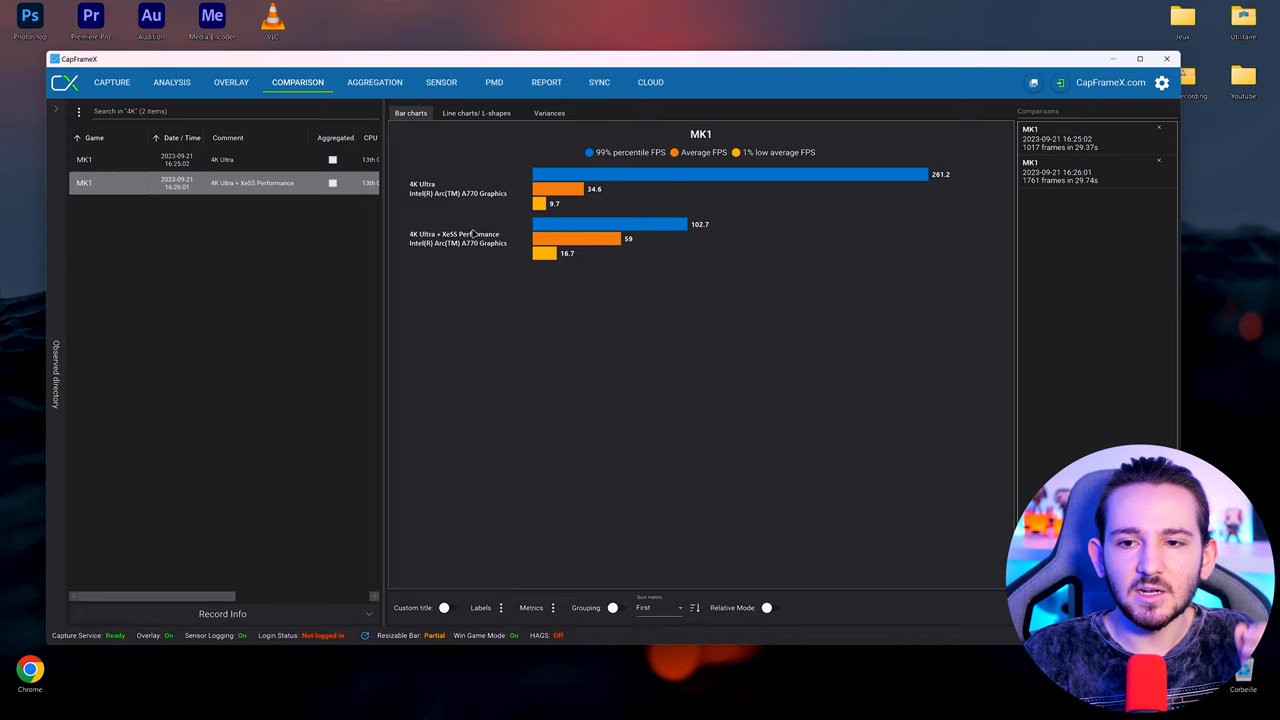 Ps
Pr
Au
Me
Photoshop
Premiere Pro
Audition
Media Encoder
VLC
Jeux
Utilitaire
CapFrameX
CX
CAPTURE
ANALYSIS
OVERLAY
COMPARISON
AGGREGATION
SENSOR
PMD
REPORT
SYNC
CLOUD
CapFrameX.com
Youtube
Search in "4K" (2 items)
Game
Date / Time
Comment
Aggregated
CPU
MK1
2023-09-21
16:25:02
4K Ultra
MK1
2023-09-21
16:26:01
4K Ultra + XeSS Performance
Observed directory
Record Info
Bar charts
Line charts/ L-shapes
Variances
MK1
99% percentile FPS
Average FPS
1% low average FPS
4K Ultra
Intel(R) Arc(TM) A770 Graphics
261.2
34.6
9.7
4K Ultra + XeSS Performance
Intel(R) Arc(TM) A770 Graphics
102.7
59
16.7
Comparisons
MK1
2023-09-21 16:25:02
1017 frames in 29.37s
MK1
2023-09-21 16:26:01
1761 frames in 29.74s
Custom title:
Labels
Metrics
Grouping:
Sort metric
First
Relative Mode:
Capture Service: Ready
Overlay: On
Sensor Logging: On
Login Status: Not logged in
Resizable Bar: Partial
Win Game Mode: On
HAGS: Off
Chrome
Corbeille